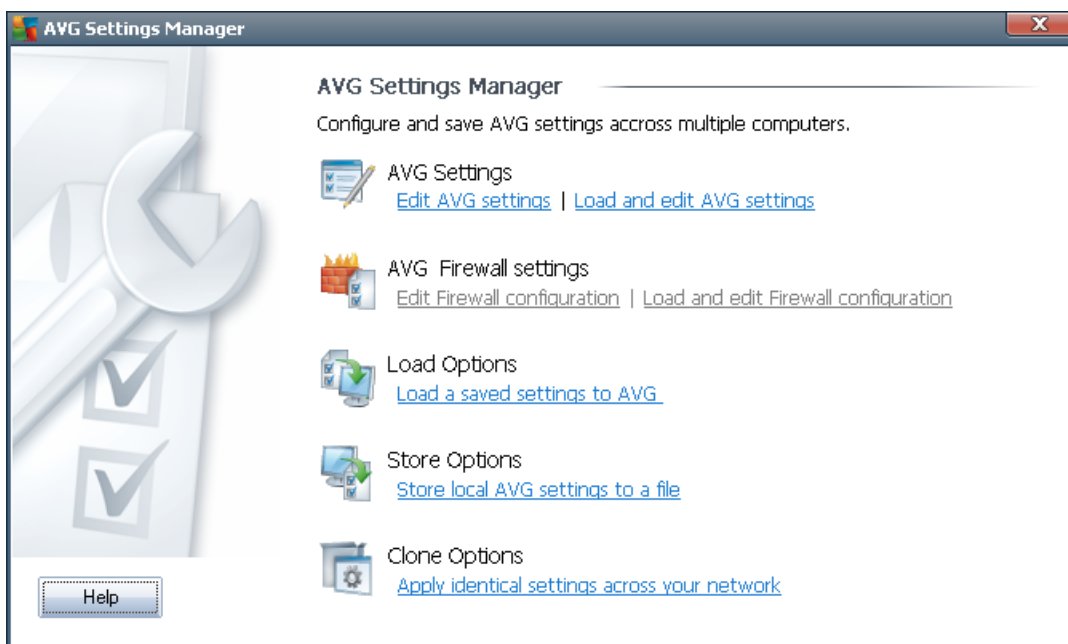 AVG Settings Manager
AVG Settings Manager
Configure and save AVG settings accross multiple computers.
AVG Settings
Edit AVG settings | Load and edit AVG settings
AVG Firewall settings
Edit Firewall configuration | Load and edit Firewall configuration
Load Options
Load a saved settings to AVG
Store Options
Store local AVG settings to a file
Clone Options
Apply identical settings across your network
Help